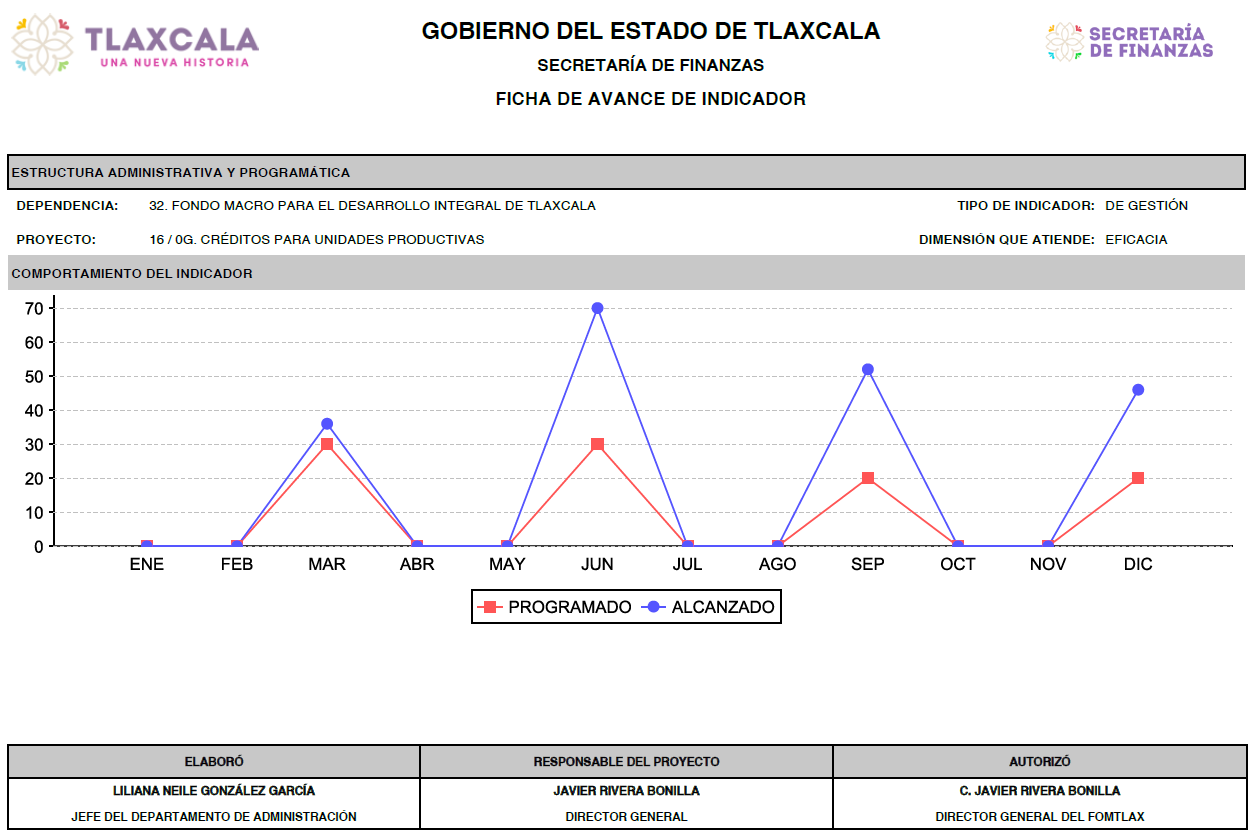 TLAXCALA
UNA NUEVA HISTORIA
GOBIERNO DEL ESTADO DE TLAXCALA
SECRETARÍA DE FINANZAS
FICHA DE AVANCE DE INDICADOR
SECRETARÍA
DE FINANZAS
ESTRUCTURA ADMINISTRATIVA Y PROGRAMÁTICA
DEPENDENCIA: 32. FONDO MACRO PARA EL DESARROLLO INTEGRAL DE TLAXCALA TIPO DE INDICADOR: DE GESTIÓN
PROYECTO: 16 / 0G. CRÉDITOS PARA UNIDADES PRODUCTIVAS DIMENSIÓN QUE ATIENDE: EFICACIA
COMPORTAMIENTO DEL INDICADOR
70
60
50
40
30
20
10
0
ENE FEB MAR ABR MAY JUN JUL AGO SEP OCT NOV DIC
PROGRAMADO ALCANZADO
ELABORÓ RESPONSABLE DEL PROYECTO AUTORIZÓ
LILIANA NEILE GONZÁLEZ GARCÍA JAVIER RIVERA BONILLA C. JAVIER RIVERA BONILLA
JEFE DEL DEPARTAMENTO DE ADMINISTRACIÓN DIRECTOR GENERAL DIRECTOR GENERAL DEL FOMTLAX